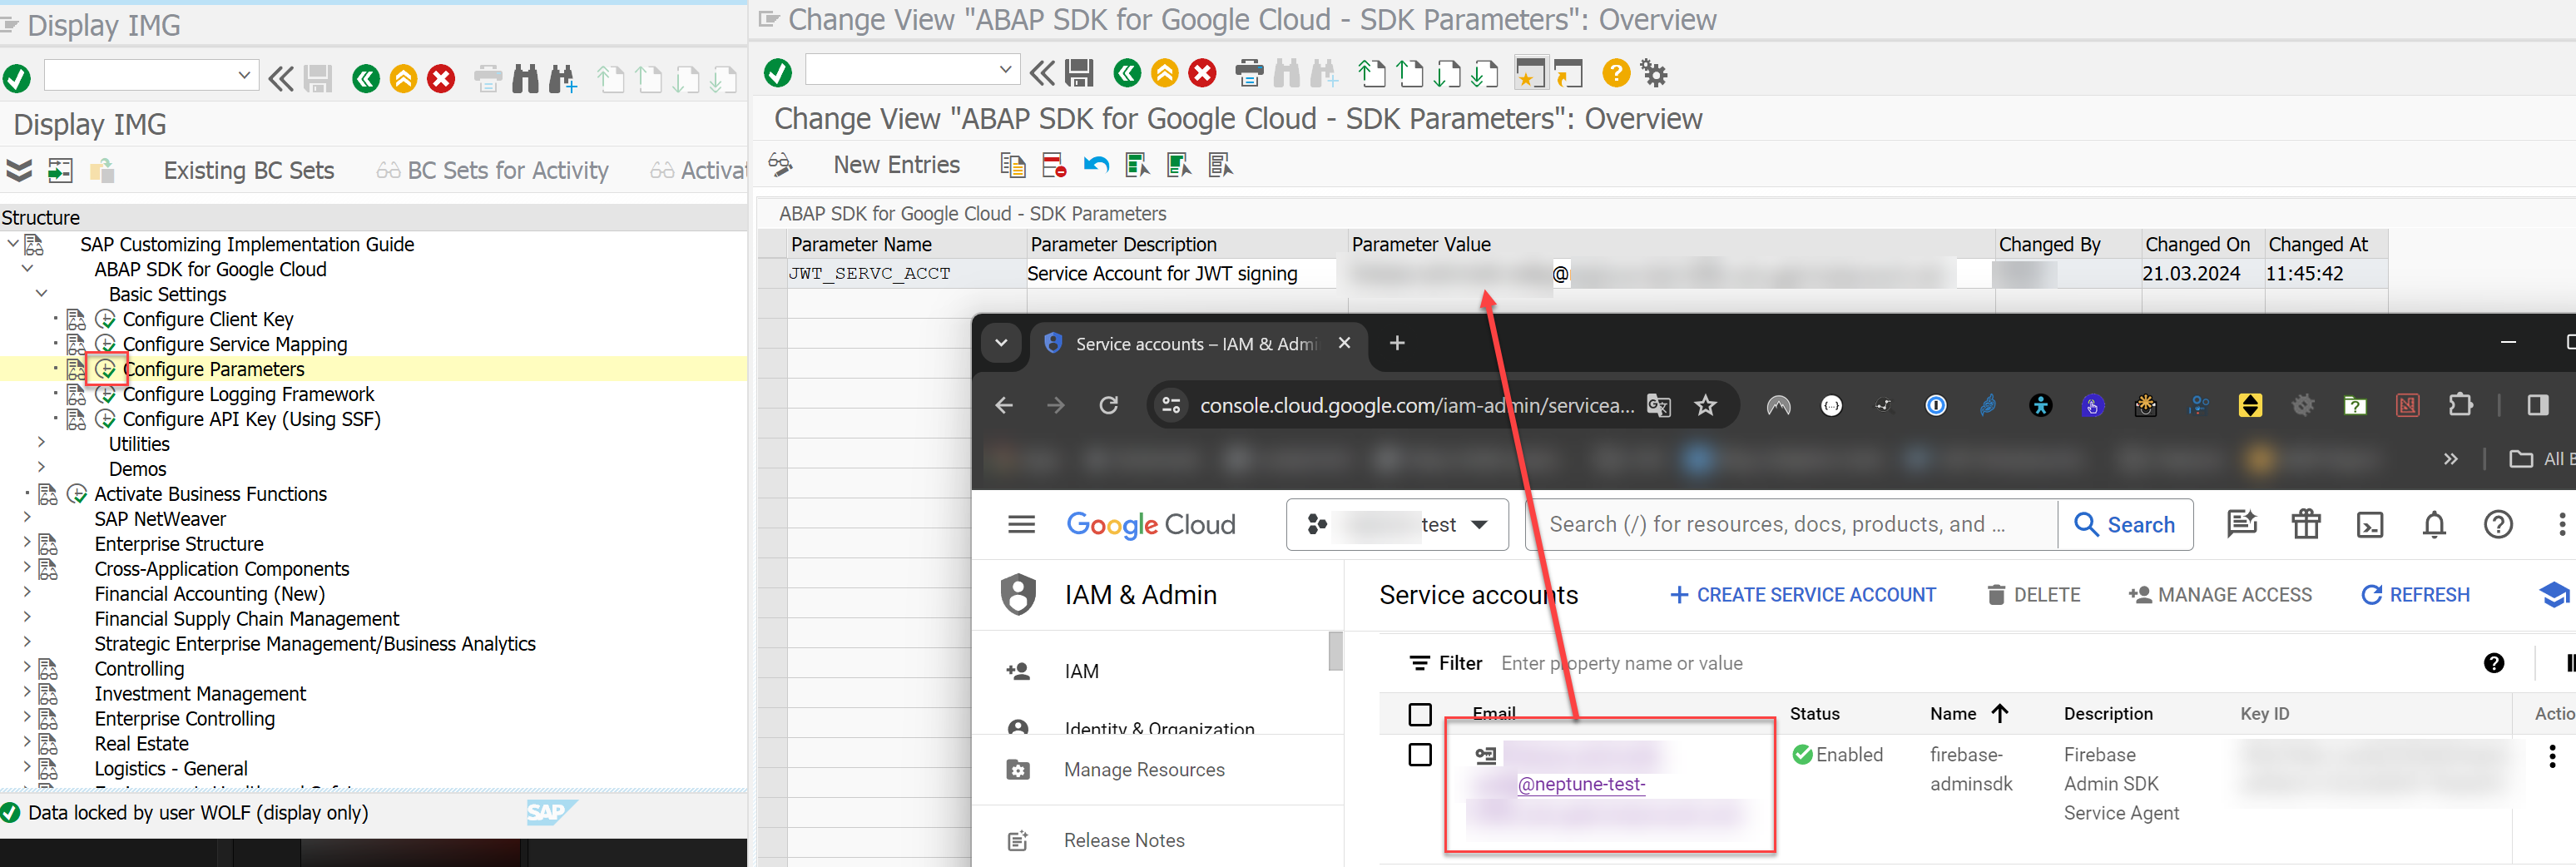 Display IMG
Display IMG
Existing BC Sets
BC Sets for Activity
Activat
Structure
SAP Customizing Implementation Guide
ABAP SDK for Google Cloud
Basic Settings
Configure Client Key
Configure Service Mapping
Configure Parameters
Configure Logging Framework
Configure API Key (Using SSF)
Utilities
Demos
Activate Business Functions
SAP NetWeaver
Enterprise Structure
Cross-Application Components
Financial Accounting (New)
Financial Supply Chain Management
Strategic Enterprise Management/Business Analytics
Controlling
Investment Management
Enterprise Controlling
Real Estate
Logistics - General
Data locked by user WOLF (display only)
SAP
Change View "ABAP SDK for Google Cloud - SDK Parameters": Overview
Change View "ABAP SDK for Google Cloud - SDK Parameters": Overview
New Entries
ABAP SDK for Google Cloud - SDK Parameters
Parameter Name Parameter Description Parameter Value Changed By Changed On Changed At
JWT_SERVC_ACCT Service Account for JWT signing @ 21.03.2024 11:45:42
Service accounts – IAM & Admi
console.cloud.google.com/iam-admin/servicea...
All B
Google Cloud
test
Search (/) for resources, docs, products, and ...
Search
IAM & Admin
Service accounts
CREATE SERVICE ACCOUNT
DELETE
MANAGE ACCESS
REFRESH
IAM
Identity & Organization
Manage Resources
Release Notes
Filter Enter property name or value
Email Status Name Description Key ID Actio
@neptune-test-
Enabled
firebase-
adminsdk
Firebase
Admin SDK
Service Agent